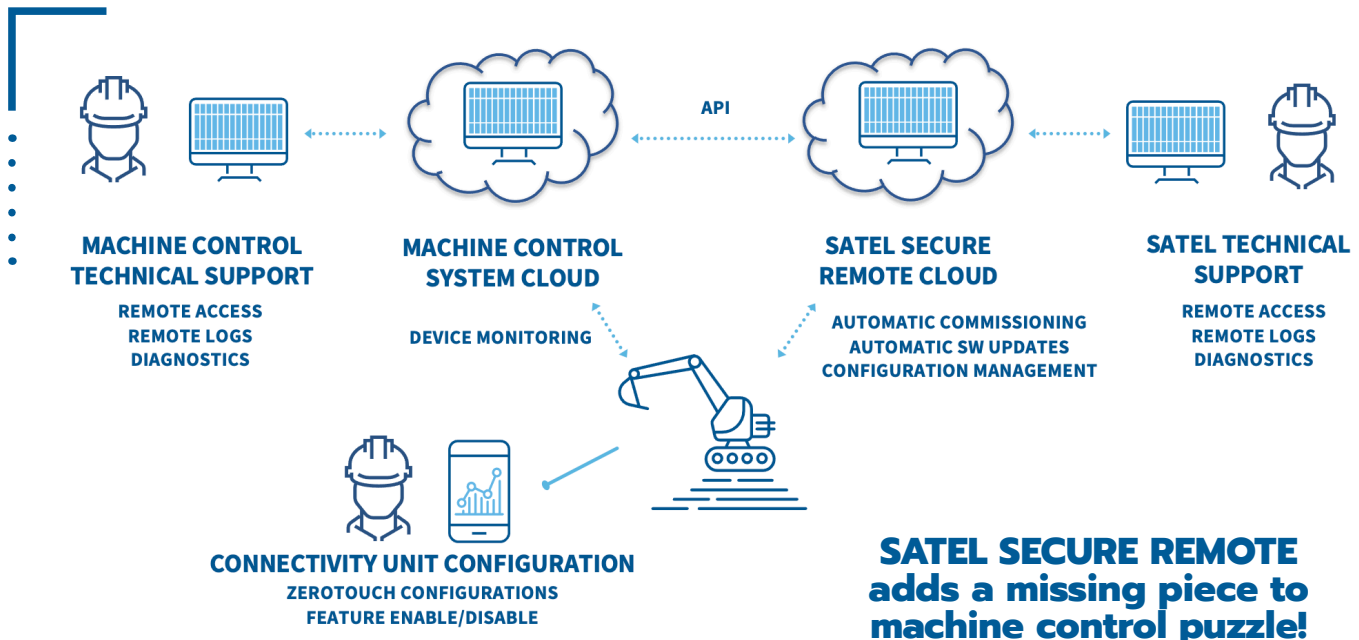 API
MACHINE CONTROL
TECHNICAL SUPPORT
REMOTE ACCESS
REMOTE LOGS
DIAGNOSTICS
MACHINE CONTROL
SYSTEM CLOUD
DEVICE MONITORING
SATEL SECURE
REMOTE CLOUD
AUTOMATIC COMMISSIONING
AUTOMATIC SW UPDATES
CONFIGURATION MANAGEMENT
SATEL TECHNICAL
SUPPORT
REMOTE ACCESS
REMOTE LOGS
DIAGNOSTICS
CONNECTIVITY UNIT CONFIGURATION
ZEROTOUCH CONFIGURATIONS
FEATURE ENABLE/DISABLE
SATEL SECURE REMOTE
adds a missing piece to
machine control puzzle!